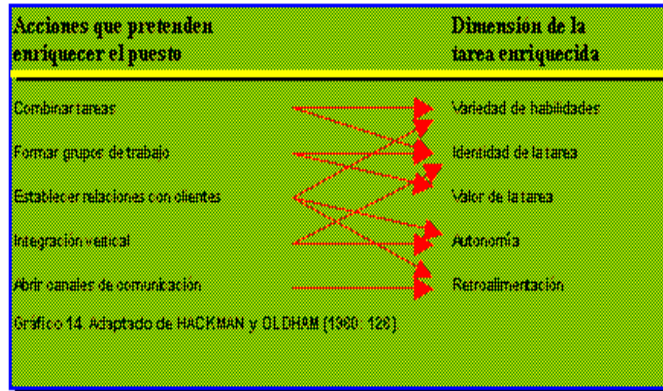 Acciones que pretenden
enriquecer el puesto
Dimensión de la
tarea enriquecida
Combinar tareas
Variedad de habilidades
Formar grupos de trabajo
Identidad de la tarea
Establecer relaciones con clientes
Valor de la tarea
Integración vertical
Autonomía
Abrir canales de comunicación
Retroalimentación
Gráfico 14. Adaptado de HACKMAN y OLDHAM (1980: 128).